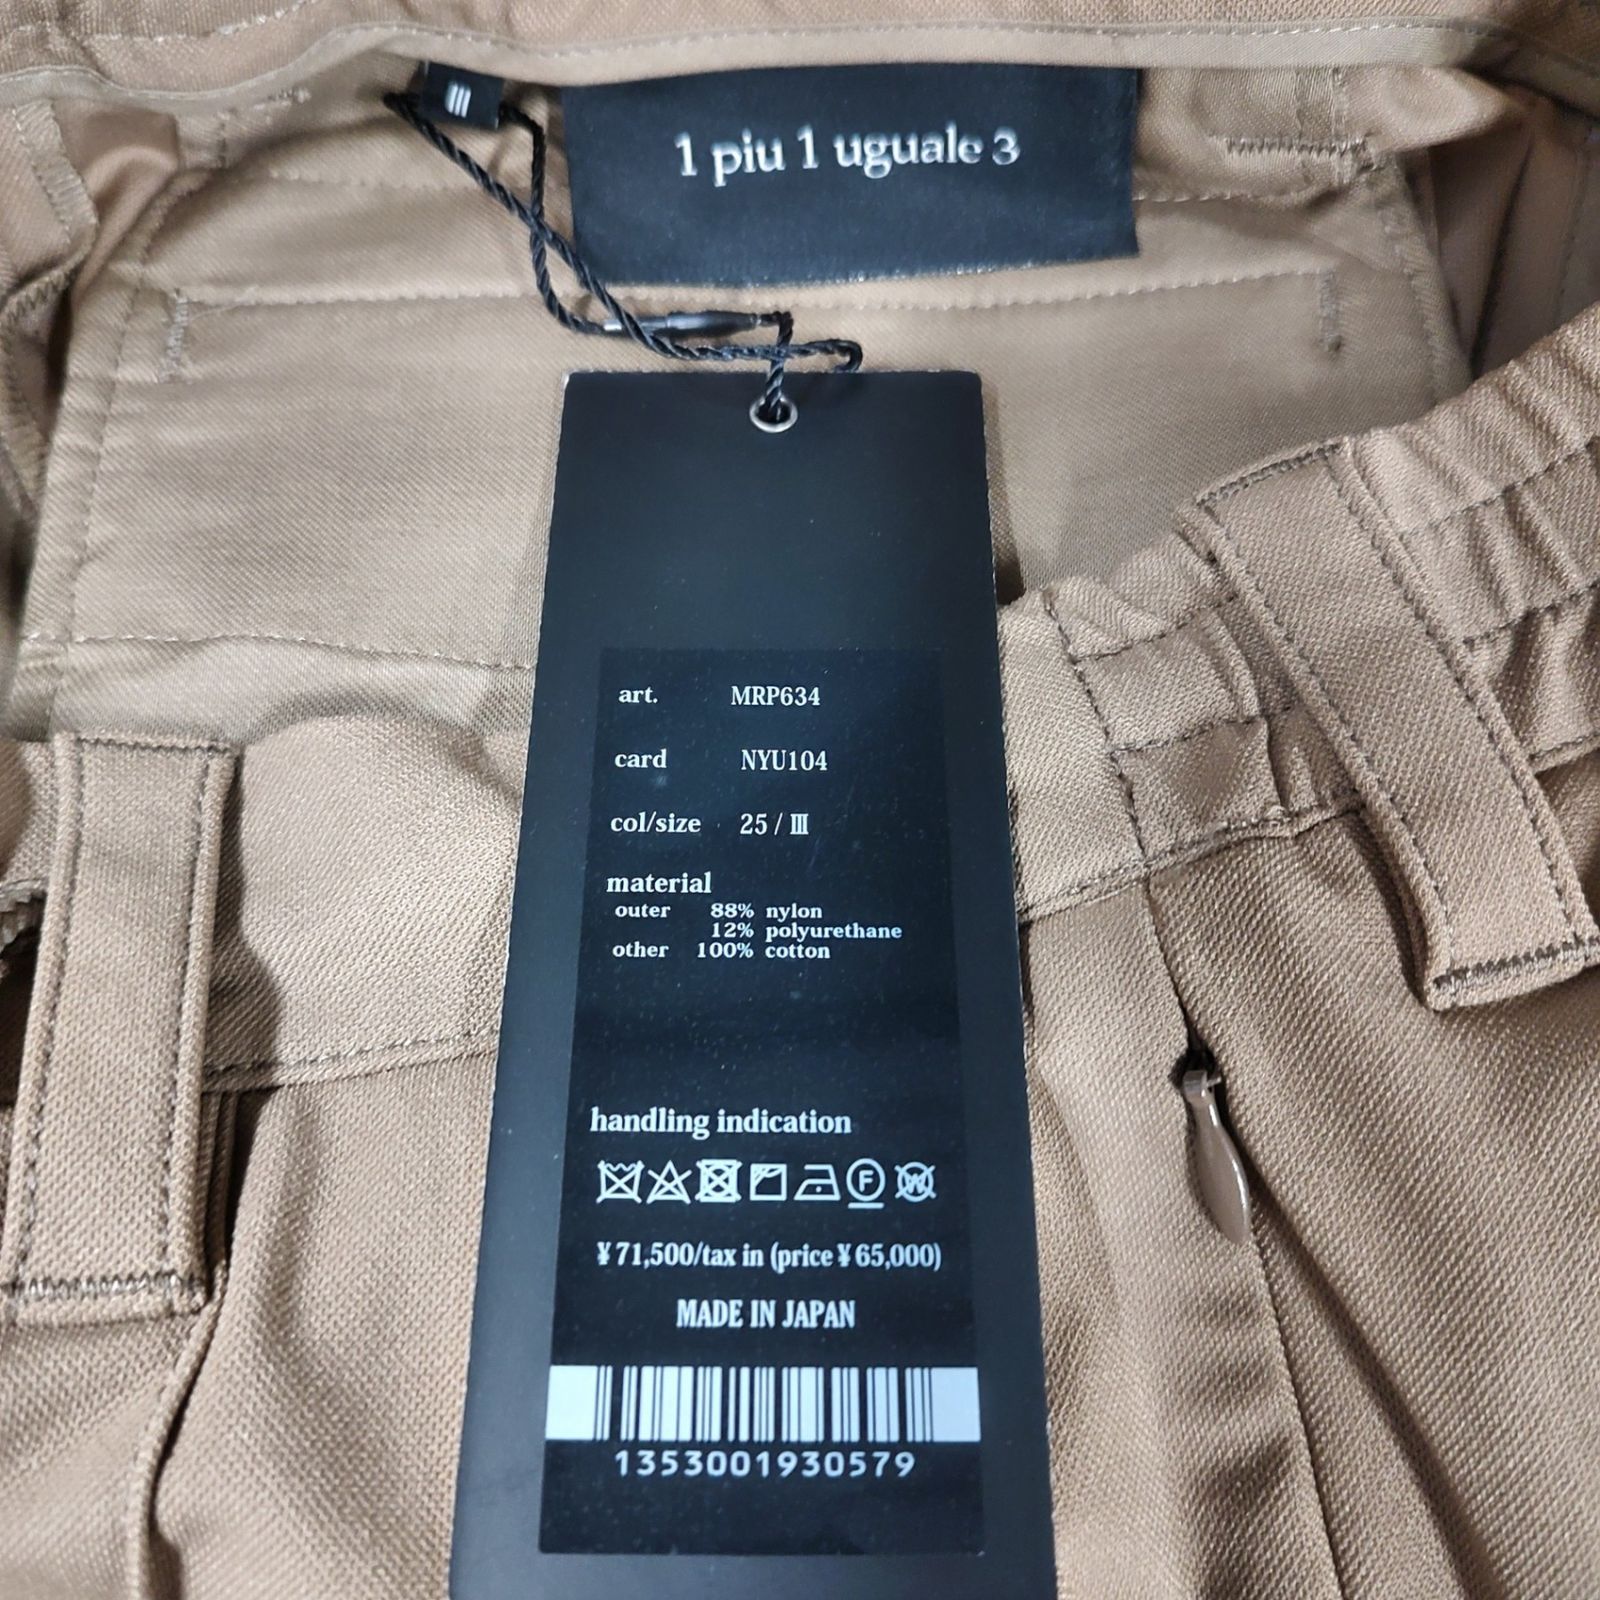 III
1 piu 1 uguale 3
art. MRP634
card NYU104
col/size 25 / III
material
outer 88% nylon
12% polyurethane
other 100% cotton
handling indication
F W
¥71,500/tax in (price¥65,000)
MADE IN JAPAN
1353001930579